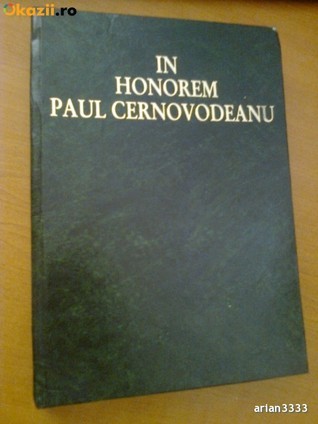 Okazii.ro
IN
HONOREM
PAUL CERNOVODEANU
arian3333